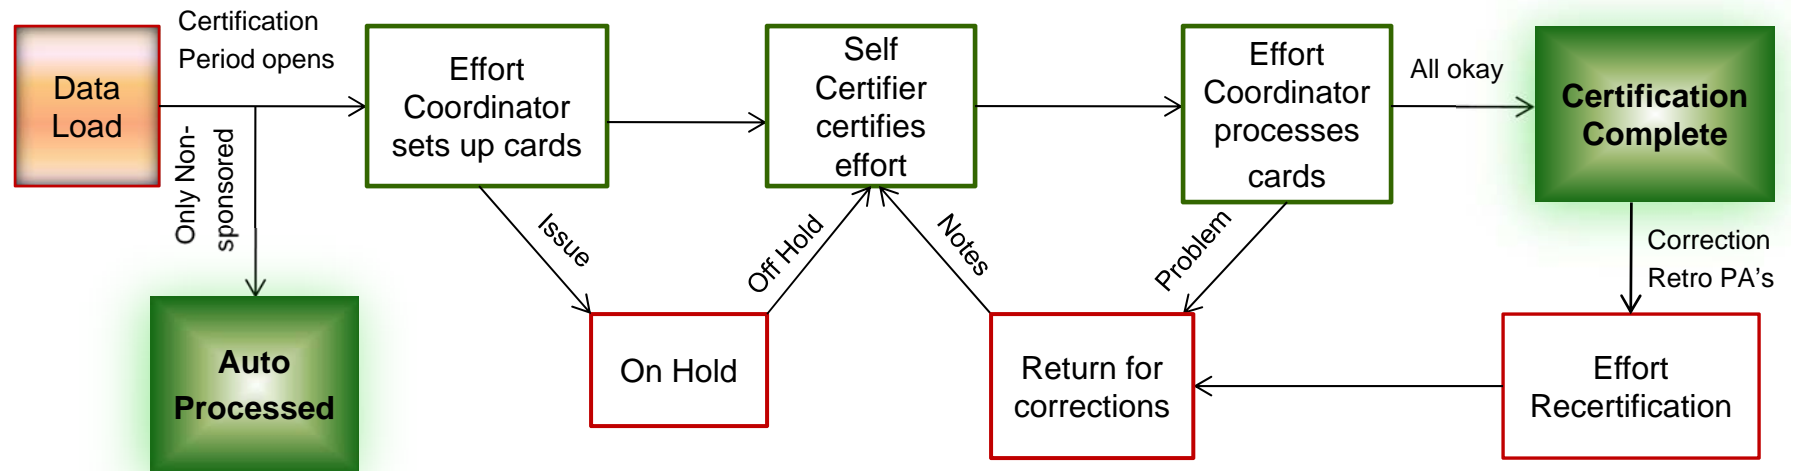 Data
Load
Certification
Period opens
Only Non-
sponsored
Auto
Processed
Effort
Coordinator
sets up cards
Issue
On Hold
Off Hold
Self
Certifier
certifies
effort
Notes
Effort
Coordinator
processes
cards
Problem
Return for
corrections
All okay
Certification
Complete
Correction
Retro PA’s
Effort
Recertification